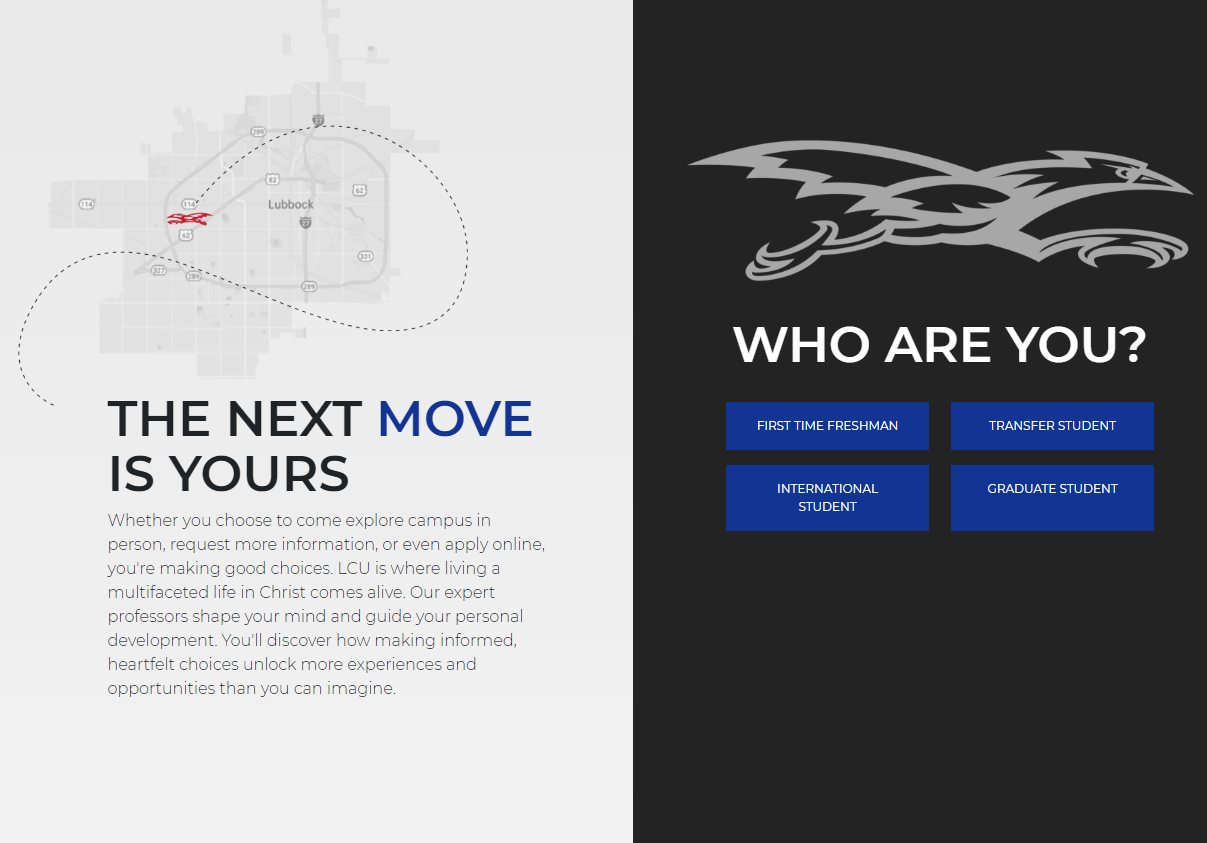 289
27
82
62
114
114
Lubbock
27
62
331
327
289
289
THE NEXT MOVE
IS YOURS
Whether you choose to come explore campus in
person, request more information, or even apply online,
you're making good choices. LCU is where living a
multifaceted life in Christ comes alive. Our expert
professors shape your mind and guide your personal
development. You'll discover how making informed,
heartfelt choices unlock more experiences and
opportunities than you can imagine.
WHO ARE YOU?
FIRST TIME FRESHMAN
TRANSFER STUDENT
INTERNATIONAL
STUDENT
GRADUATE STUDENT